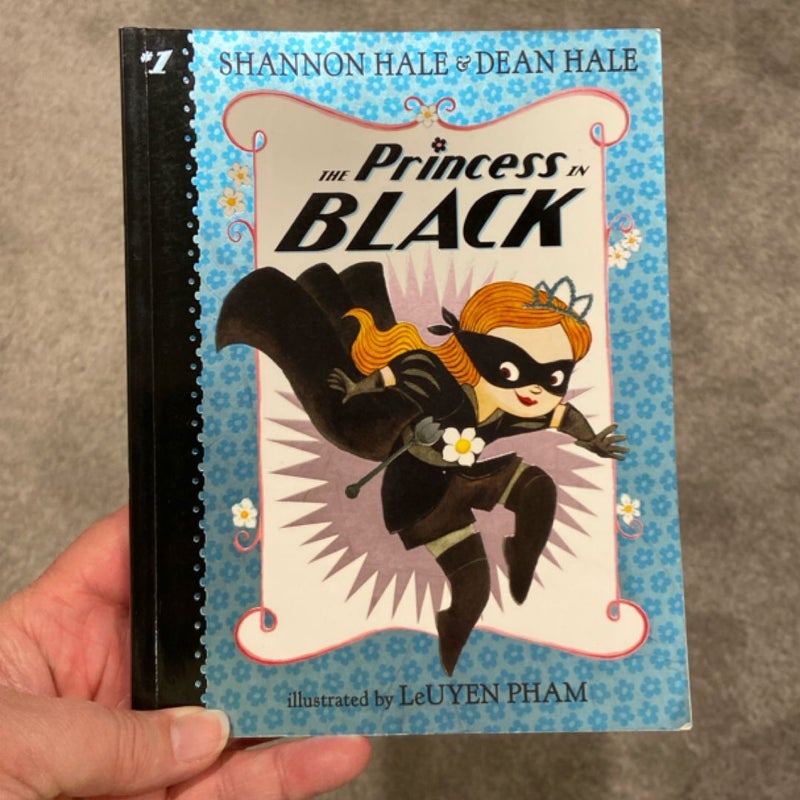 #1
SHANNON HALE & DEAN HALE
THE Princess IN
BLACK
illustrated by LeUYEN PHAM